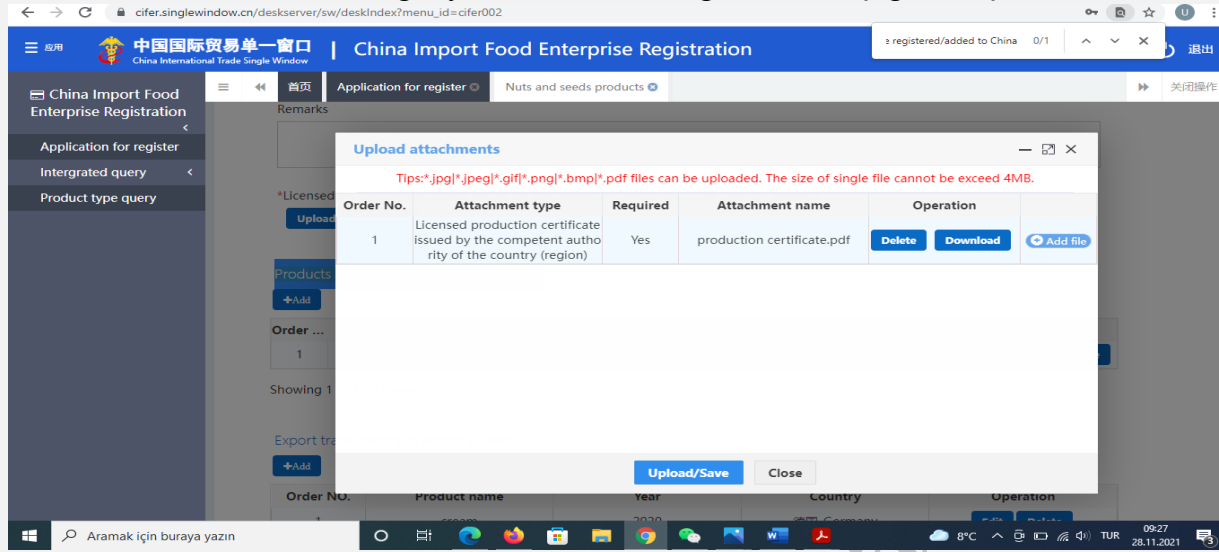 cifer.singlewindow.cn/deskserver/sw/deskIndex?menu_id=cifer002
U
应用
中国国际贸易单一窗口
China International Trade Single Window
| China Import Food Enterprise Registration
registered/added to China 0/1
退出
China Import Food
Enterprise Registration
首页 Application for register Nuts and seeds products 关闭操作
Application for register
Intergrated query
Product type query
Remarks
Upload attachments
Tips:*.jpg|*.jpeg|*.gif|*.png|*.bmp|*.pdf files can be uploaded. The size of single file cannot be exceed 4MB.
*Licensed
Upload
Order No. Attachment type Required Attachment name Operation
1 Licensed production certificate
issued by the competent autho
rity of the country (region)
Yes production certificate.pdf Delete Download Add file
Products
+Add
Order ...
1
Showing 1
Export tra
+Add
Upload/Save Close
Order NO. Product name Year Country Operation
1 cream 2020 德国 Germany Edit Delete
Aramak için buraya yazın
8°C TUR 09:27
28.11.2021
3